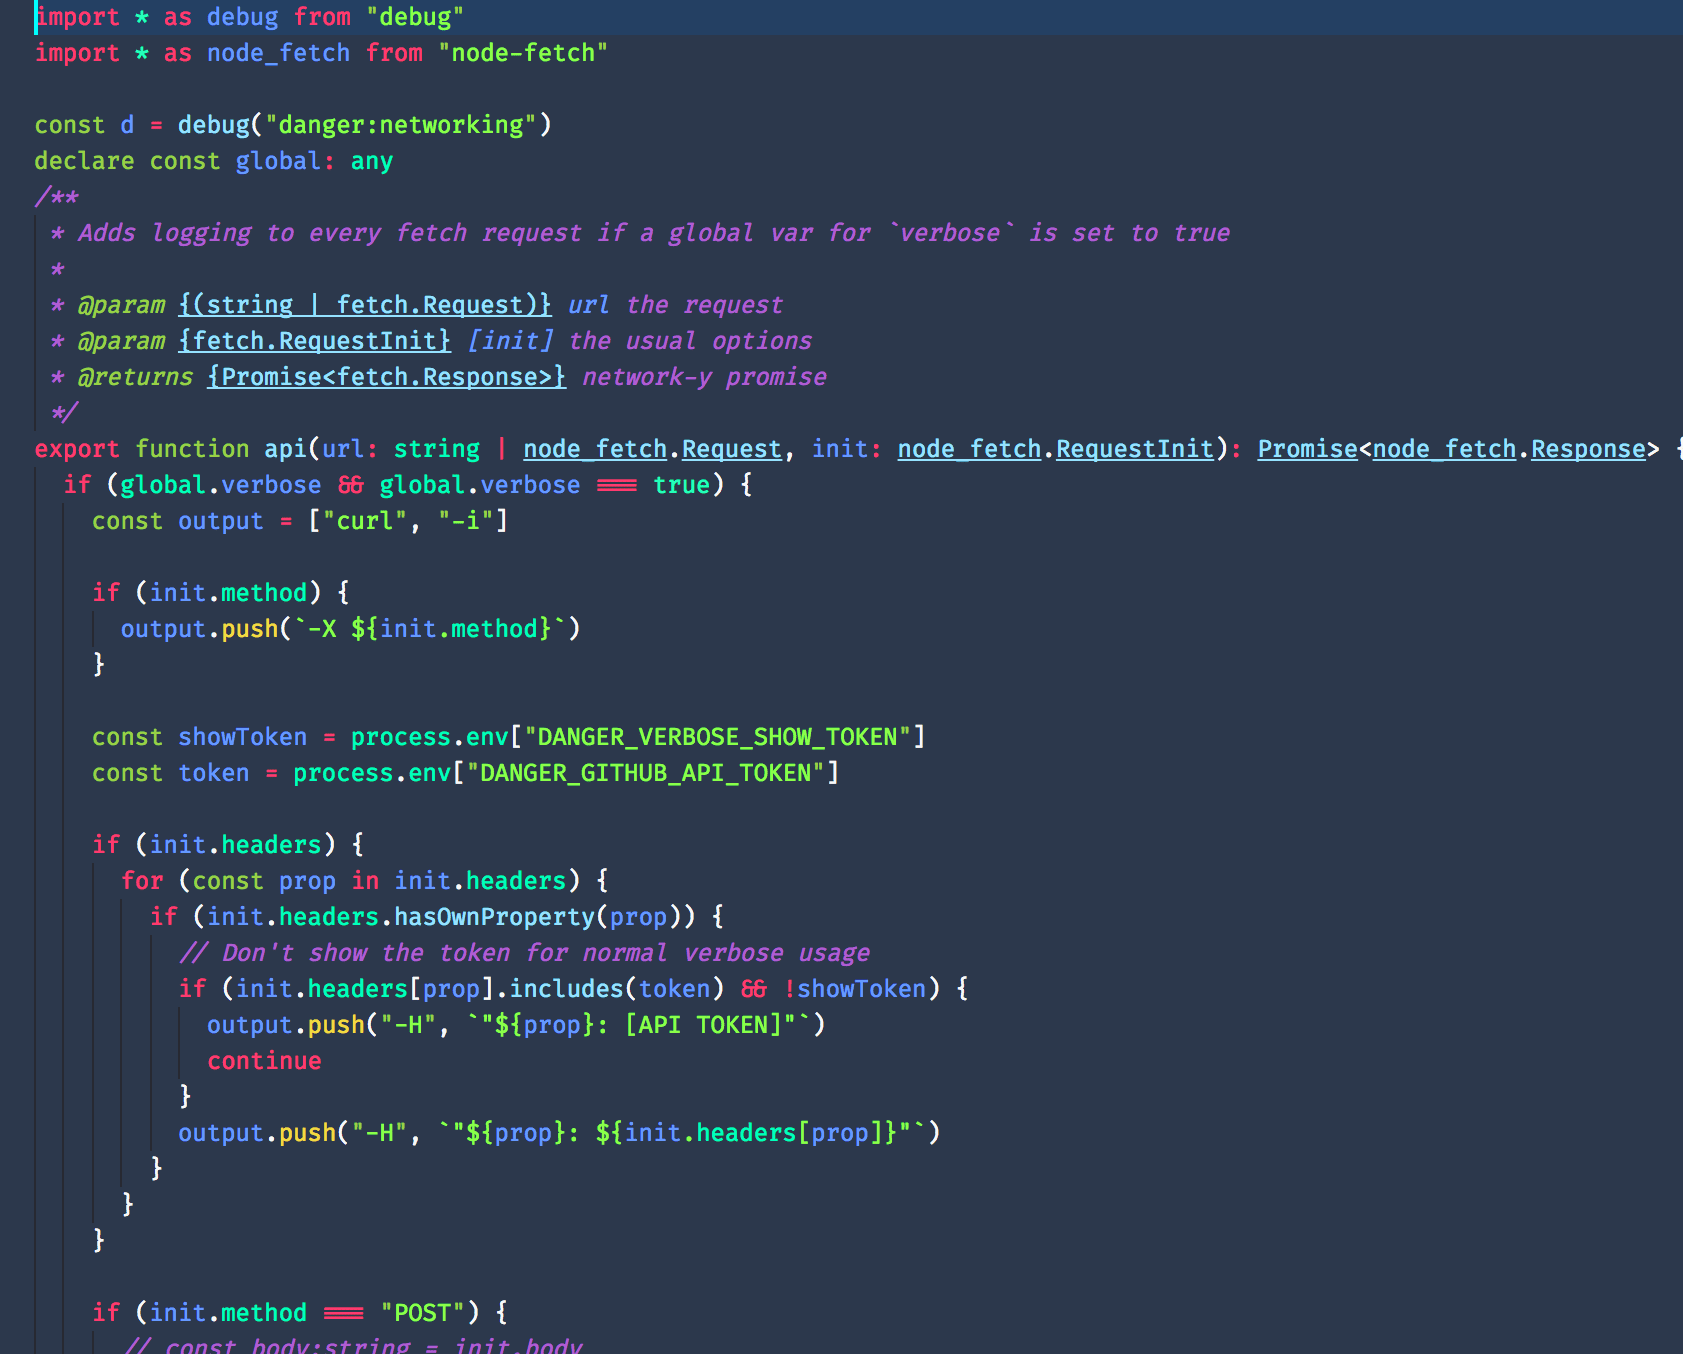 import * as debug from "debug"
import * as node_fetch from "node-fetch"
const d = debug("danger:networking")
declare const global: any
/**
* Adds logging to every fetch request if a global var for `verbose` is set to true
*
* @param {(string | fetch.Request)} url the request
* @param {fetch.RequestInit} [init] the usual options
* @returns {Promise<fetch.Response>} network-y promise
*/
export function api(url: string | node_fetch.Request, init: node_fetch.RequestInit): Promise<node_fetch.Response> {
if (global.verbose && global.verbose === true) {
const output = ["curl", "-i"]
if (init.method) {
output.push(`-X ${init.method}`)
}
const showToken = process.env["DANGER_VERBOSE_SHOW_TOKEN"]
const token = process.env["DANGER_GITHUB_API_TOKEN"]
if (init.headers) {
for (const prop in init.headers) {
if (init.headers.hasOwnProperty(prop)) {
// Don't show the token for normal verbose usage
if (init.headers[prop].includes(token) && !showToken) {
output.push("-H", `"${prop}: [API TOKEN]"`)
continue
}
output.push("-H", `"${prop}: ${init.headers[prop]}"`)
}
}
}
if (init.method === "POST") {
// const body:string = init.body